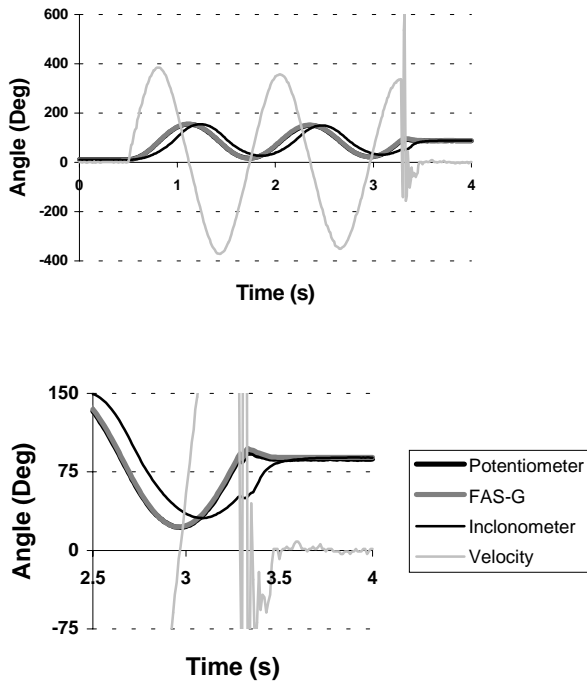 600
400
200
0
-200
-400
0 1 2 3 4
Angle (Deg)
Time (s)
150
75
0
-75
2.5 3 3.5 4
Angle (Deg)
Time (s)
Potentiometer
FAS-G
Inclonometer
Velocity